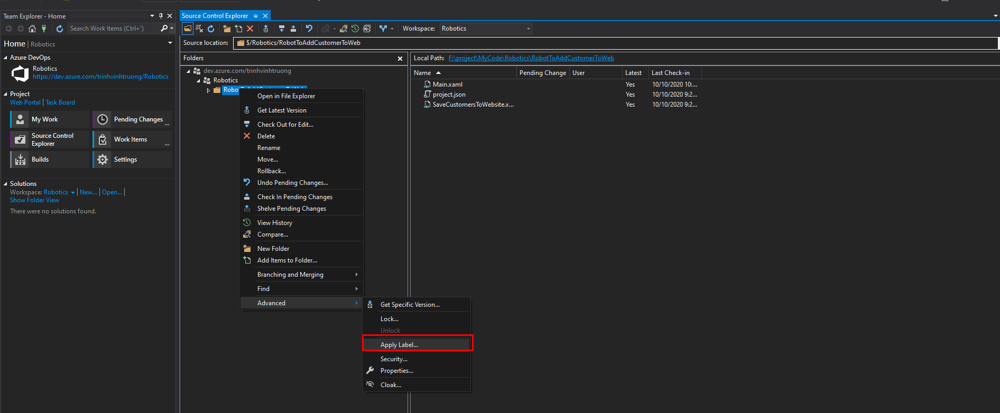 Team Explorer - Home
Search Work Items (Ctrl+')
Home | Robotics
Azure DevOps
Robotics
https://dev.azure.com/trinhvinhtruong/Robotics
Project
Web Portal | Task Board
My Work
Pending Changes
...
Source Control
Explorer
Work Items
...
Builds
Settings
Solutions
Workspace: Robotics | New... | Open... |
Show Folder View
There were no solutions found.
Source Control Explorer
Workspace: Robotics
Source location: $/Robotics/RobotToAddCustomerToWeb
Folders
dev.azure.com/trinhvinhtruong
Robotics
RobotToAddCustomerToWeb
Open in File Explorer
Get Latest Version
Check Out for Edit...
Delete
Rename
Move...
Rollback...
Undo Pending Changes...
Check In Pending Changes
Shelve Pending Changes
View History
Compare...
New Folder
Add Items to Folder...
Branching and Merging
Find
Advanced
Get Specific Version...
Lock...
Unlock
Apply Label...
Security...
Properties...
Cloak...
Local Path: F:\project\MyCode\Robotics\RobotToAddCustomerToWeb
Name Pending Change User Latest Last Check-in
Main.xaml Yes 10/10/2020 10:...
project.json Yes 10/10/2020 9:2...
SaveCustomersToWebsite.x... Yes 10/10/2020 9:2...